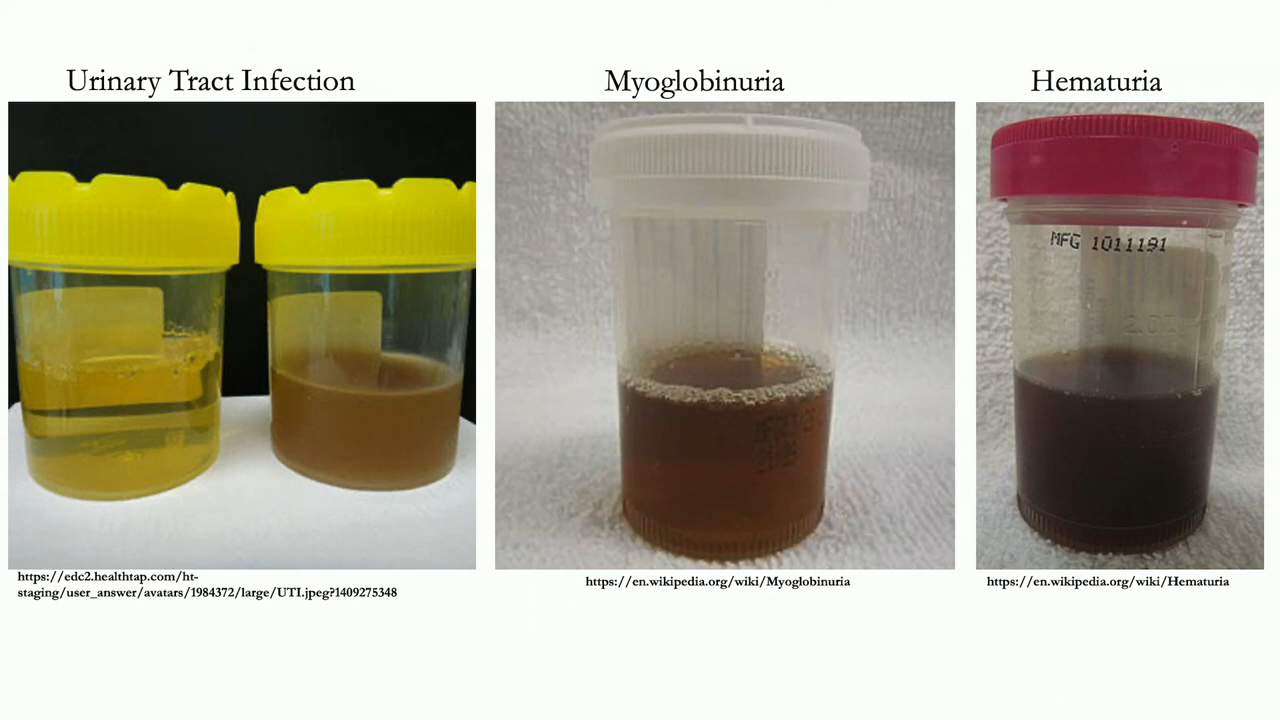 Urinary Tract Infection
Myoglobinuria
Hematuria
MFG 1011191
https://edc2.healthtap.com/ht-
staging/user_answer/avatars/1984372/large/UTI.jpeg?1409275348
https://en.wikipedia.org/wiki/Myoglobinuria
https://en.wikipedia.org/wiki/Hematuria